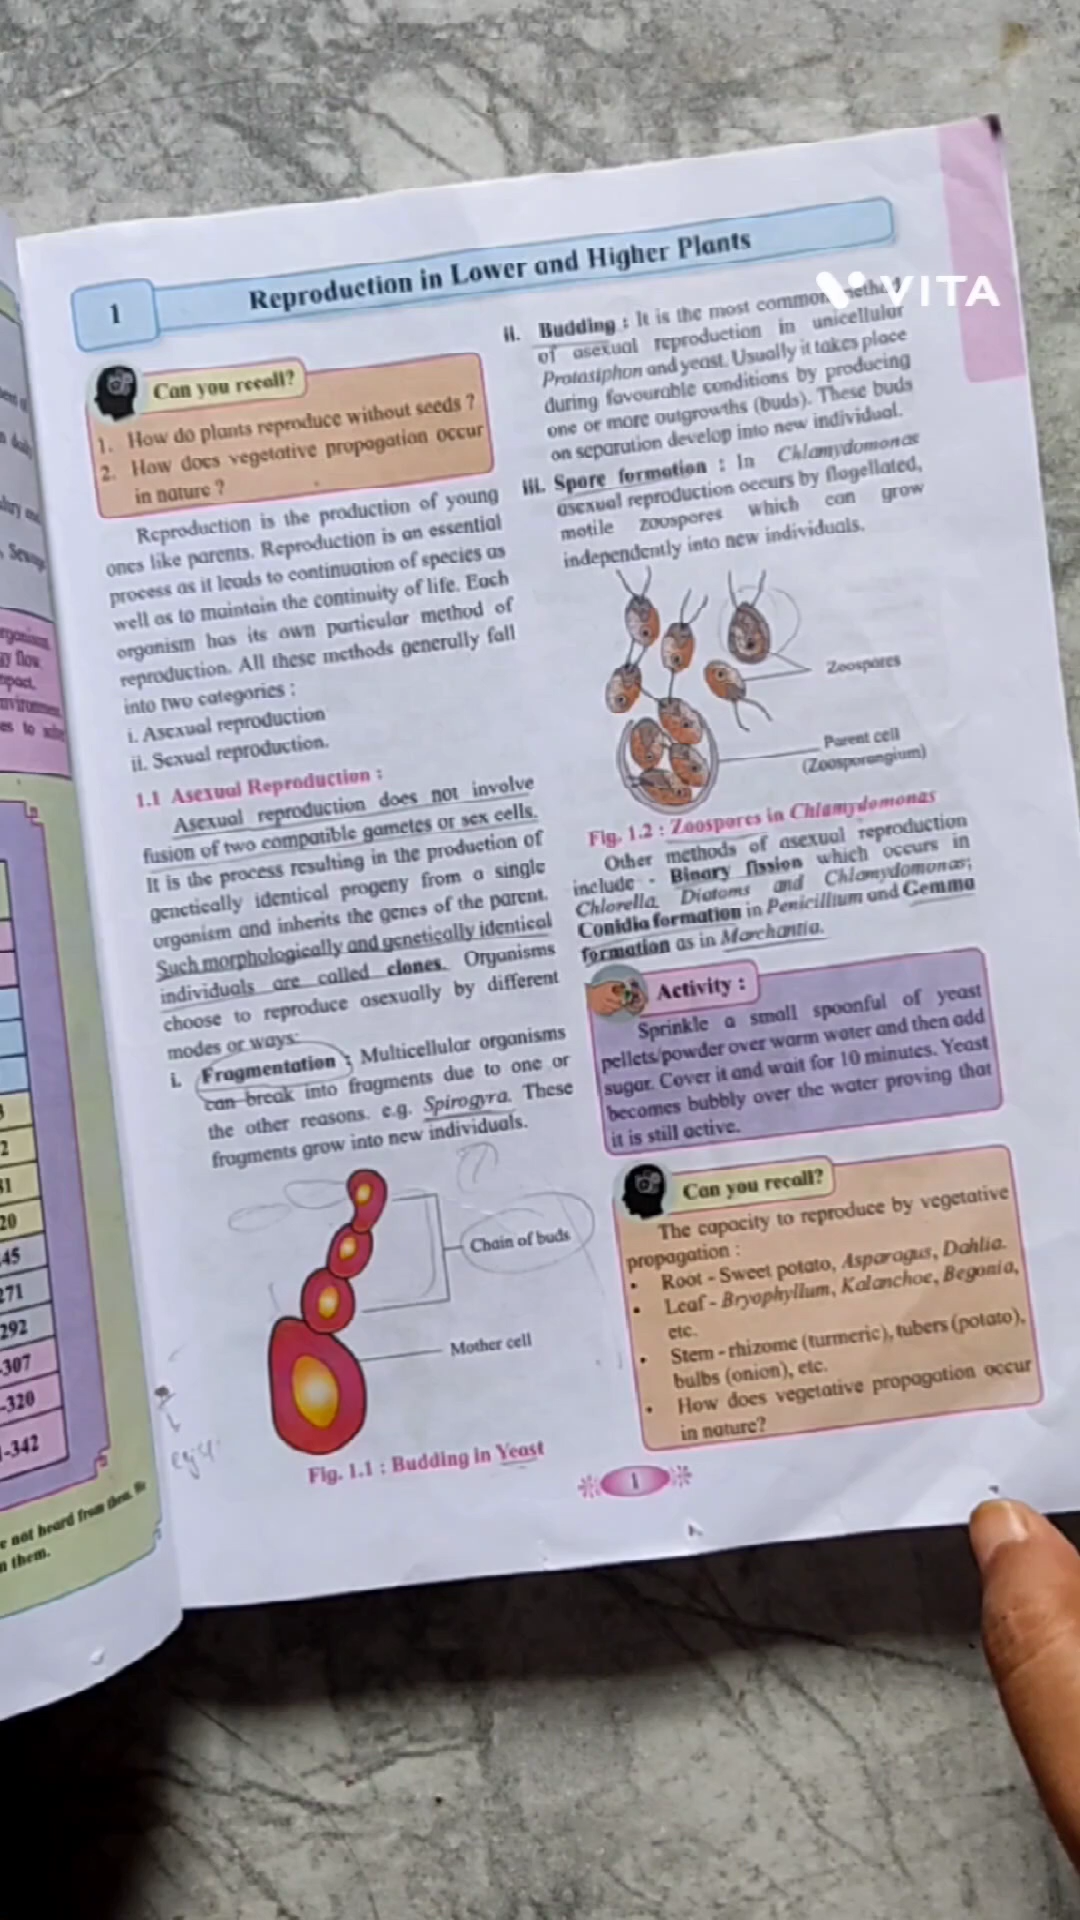 VITA
1
Reproduction in Lower and Higher Plants
Can you recall?
1. How do plants reproduce without seeds ?
2. How does vegetative propagation occur
in nature ?
Reproduction is the production of young
ones like parents. Reproduction is an essential
process as it leads to continuation of species as
well as to maintain the continuity of life. Each
organism has its own particular method of
reproduction. All these methods generally fall
into two categories :
i. Asexual reproduction
ii. Sexual reproduction.
1.1 Asexual Reproduction :
Asexual reproduction does not involve
fusion of two compatible gametes or sex cells.
It is the process resulting in the production of
genetically identical progeny from a single
organism and inherits the genes of the parent.
Such morphologically and genetically identical
individuals are called clones. Organisms
choose to reproduce asexually by different
modes or ways:
i. Fragmentation : Multicellular organisms
can break into fragments due to one or
the other reasons. e.g. Spirogyra. These
fragments grow into new individuals.
Chain of buds
Mother cell
Fig. 1.1 : Budding in Yeast
ii. Budding : It is the most common method
of asexual reproduction in unicellular
Protosiphon and yeast. Usually it takes place
during favourable conditions by producing
one or more outgrowths (buds). These buds
on separation develop into new individual.
iii. Spore formation : In Chlamydomonas
asexual reproduction occurs by flagellated,
motile zoospores which can grow
independently into new individuals.
Zoospores
Parent cell
(Zoosporangium)
Fig. 1.2 : Zoospores in Chlamydomonas
Other methods of asexual reproduction
include - Binary fission which occurs in
Chlorella, Diatoms and Chlamydomonas;
Conidia formation in Penicillium and Gemma
formation as in Marchantia.
Activity :
Sprinkle a small spoonful of yeast
pellets/powder over warm water and then add
sugar. Cover it and wait for 10 minutes. Yeast
becomes bubbly over the water proving that
it is still active.
Can you recall?
The capacity to reproduce by vegetative
propagation :
• Root - Sweet potato, Asparagus, Dahlia.
• Leaf - Bryophyllum, Kalanchoe, Begonia,
etc.
• Stem - rhizome (turmeric), tubers (potato),
bulbs (onion), etc.
• How does vegetative propagation occur
in nature?
1
2
20
45
271
292
-307
-320
-342
not heard from then.
them.